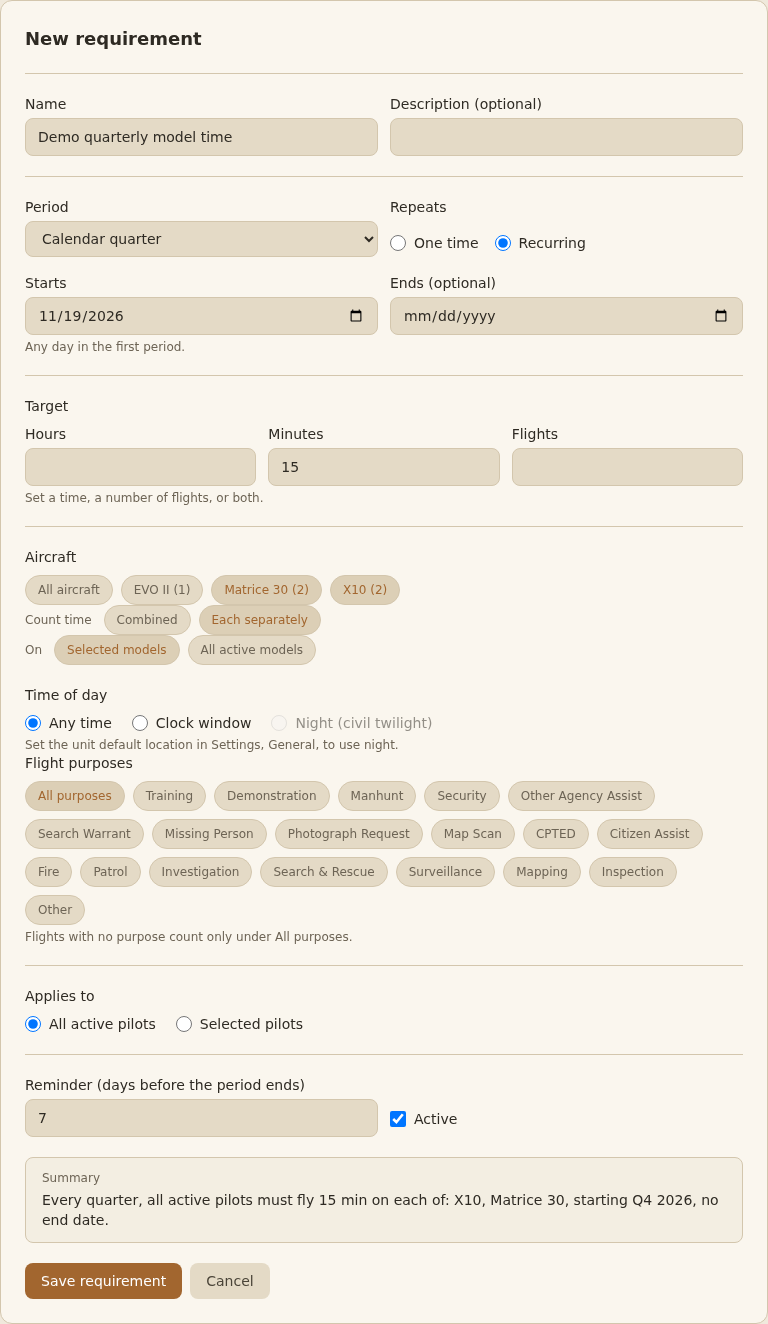 New requirement
Name
Description (optional)
Demo quarterly model time
Period
Repeats
Calendar quarter
One time
Recurring
Starts
Ends (optional)
11/19/2026
mm/dd/yyyy
Any day in the first period.
Target
Hours
Minutes
Flights
15
Set a time, a number of flights, or both.
Aircraft
All aircraft
EVO II (1)
Matrice 30 (2)
X10 (2)
Count time
Combined
Each separately
On
Selected models
All active models
Time of day
Any time
Clock window
Night (civil twilight)
Set the unit default location in Settings, General, to use night.
Flight purposes
All purposes
Training
Demonstration
Manhunt
Security
Other Agency Assist
Search Warrant
Missing Person
Photograph Request
Map Scan
CPTED
Citizen Assist
Fire
Patrol
Investigation
Search & Rescue
Surveillance
Mapping
Inspection
Other
Flights with no purpose count only under All purposes.
Applies to
All active pilots
Selected pilots
Reminder (days before the period ends)
7
Active
Summary
Every quarter, all active pilots must fly 15 min on each of: X10, Matrice 30, starting Q4 2026, no
end date.
Save requirement
Cancel